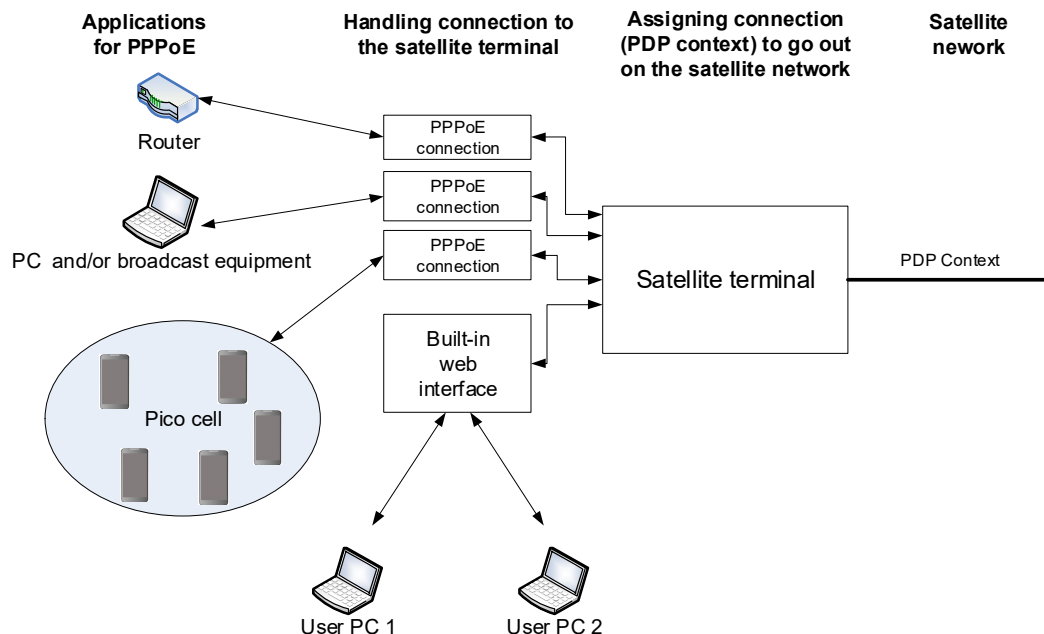 Applications
for PPPoE
Handling connection to
the satellite terminal
Assigning connection
(PDP context) to go out
on the satellite network
Satellite
nework
Router
PPPoE
connection
PPPoE
connection
PC  and/or broadcast equipment
PPPoE
connection
Satellite terminal
PDP Context
Built-in
web
interface
Pico cell
User PC 1
User PC 2